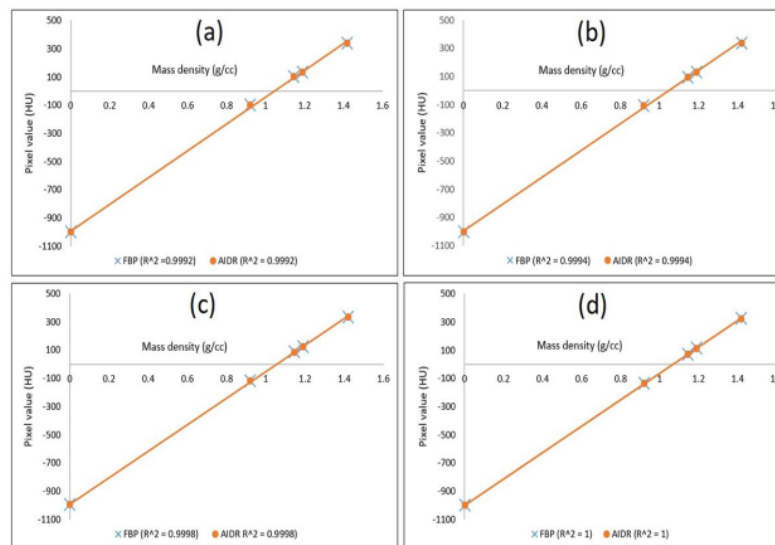 (a)
500
300
100
-100
-300
-500
-700
-900
-1100
Pixel value (HU)
Mass density (g/cc)
0 0.2 0.4 0.6 0.8 1 1.2 1.4 1.6
FBP (R^2 =0.9992) AIDR (R^2 = 0.9992)
(b)
500
300
100
-100
-300
-500
-700
-900
-1100
Pixel value (HU)
Mass density (g/cc)
0 0.2 0.4 0.6 0.8 1 1.2 1.4 1.6
FBP (R^2 = 0.9994) AIDR (R^2 = 0.9994)
(c)
500
300
100
-100
-300
-500
-700
-900
-1100
Pixel value (HU)
Mass density (g/cc)
0 0.2 0.4 0.6 0.8 1 1.2 1.4 1.6
FBP (R^2 = 0.9998) AIDR R^2 = 0.9998)
(d)
500
300
100
-100
-300
-500
-700
-900
-1100
Pixel value (HU)
Mass density (g/cc)
0 0.2 0.4 0.6 0.8 1 1.2 1.4 1.6
FBP (R^2 = 1) AIDR (R^2 = 1)